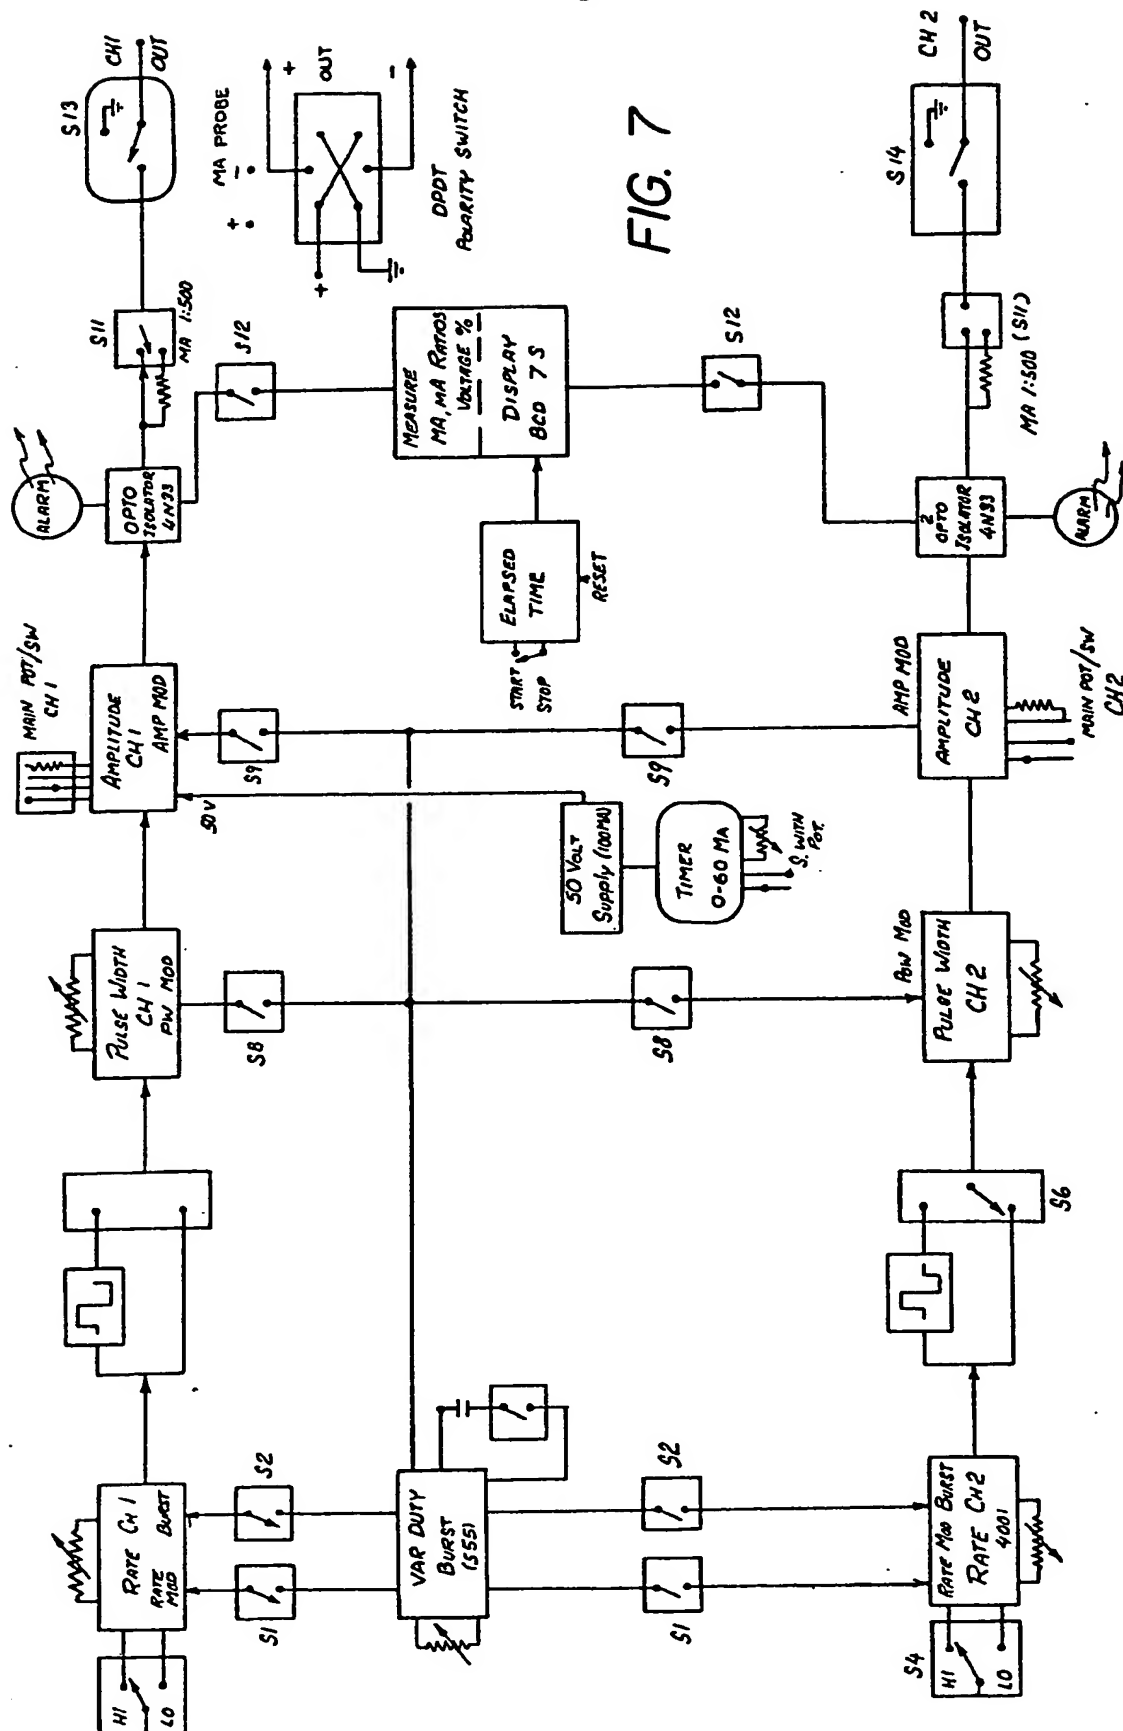 HI
LO
RATE CH 1
RATE MOD
BURST
S1
S2
PULSE WIDTH
CH 1
PW MOD
S8
MAIN POT/SW
CH 1
AMPLITUDE
CH 1
AMP MOD
50V
S9
ALARM
OPTO
ISOLATOR
4N33
S11
MA 1:500
S12
S13
CH1
OUT
MA PROBE
+
-
+
OUT
-
+
DPDT
POLARITY SWITCH
VAR DUTY
BURST
(555)
50 VOLT
SUPPLY (100MA)
TIMER
0-60 MA
S. WITH
POT.
START
STOP
ELAPSED
TIME
RESET
MEASURE
MA, MA RATIOS
VOLTAGE %
DISPLAY
BCD 7 S
FIG. 7
S1
S2
S8
S9
S12
S4
HI
LO
RATE MOD BURST
RATE CH2
4001
S6
POW MOD
PULSE WIDTH
CH 2
AMP MOD
AMPLITUDE
CH 2
MAIN POT/SW
CH2
2
OPTO
ISOLATOR
4N33
ALARM
MA 1:500 (S11)
S14
CH 2
OUT